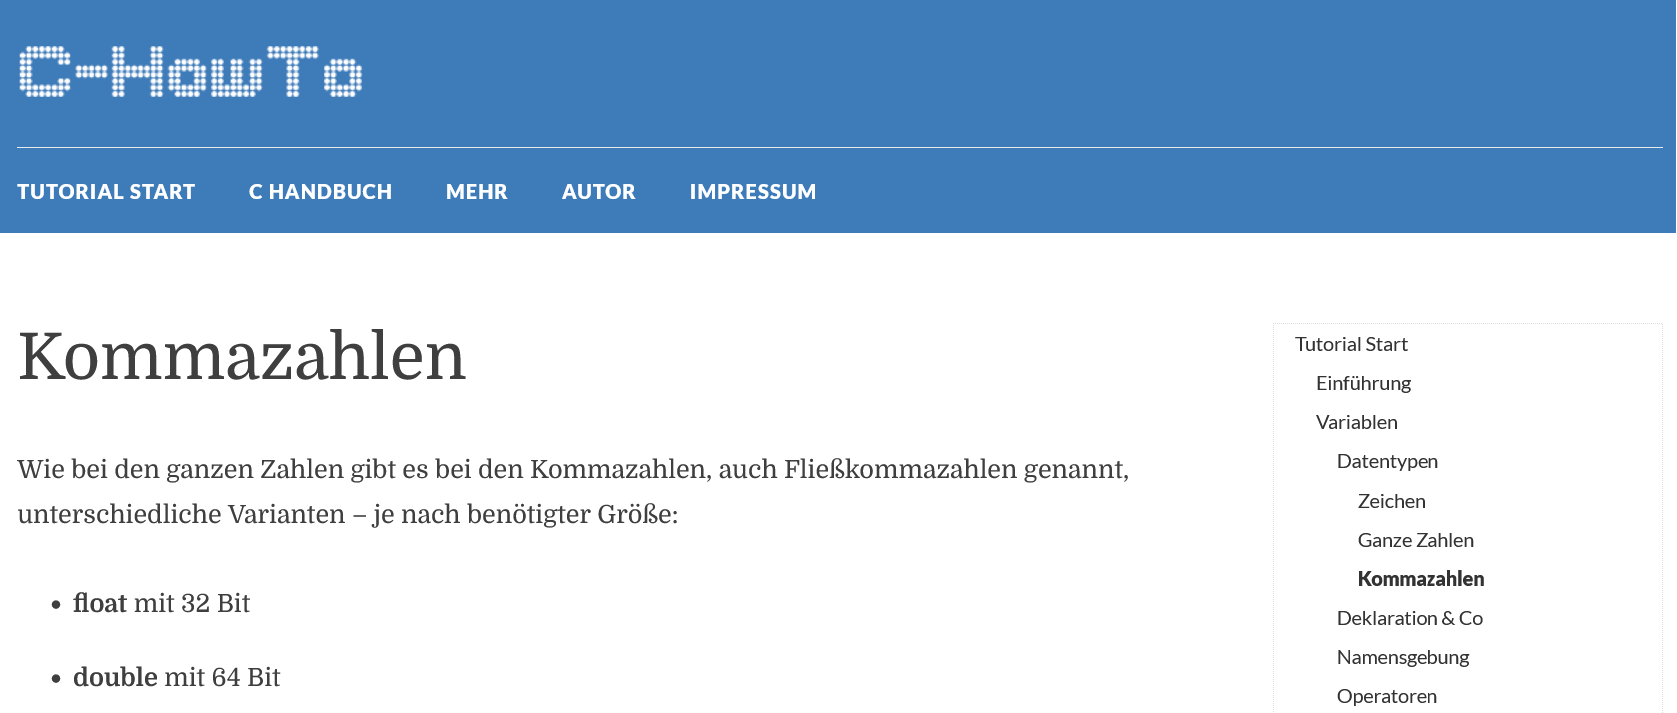 C-HowTo
TUTORIAL START C HANDBUCH MEHR AUTOR IMPRESSUM
Kommazahlen
Wie bei den ganzen Zahlen gibt es bei den Kommazahlen, auch Fließkommazahlen genannt,
unterschiedliche Varianten – je nach benötigter Größe:
• float mit 32 Bit
• double mit 64 Bit
Tutorial Start
Einführung
Variablen
Datentypen
Zeichen
Ganze Zahlen
Kommazahlen
Deklaration & Co
Namensgebung
Operatoren